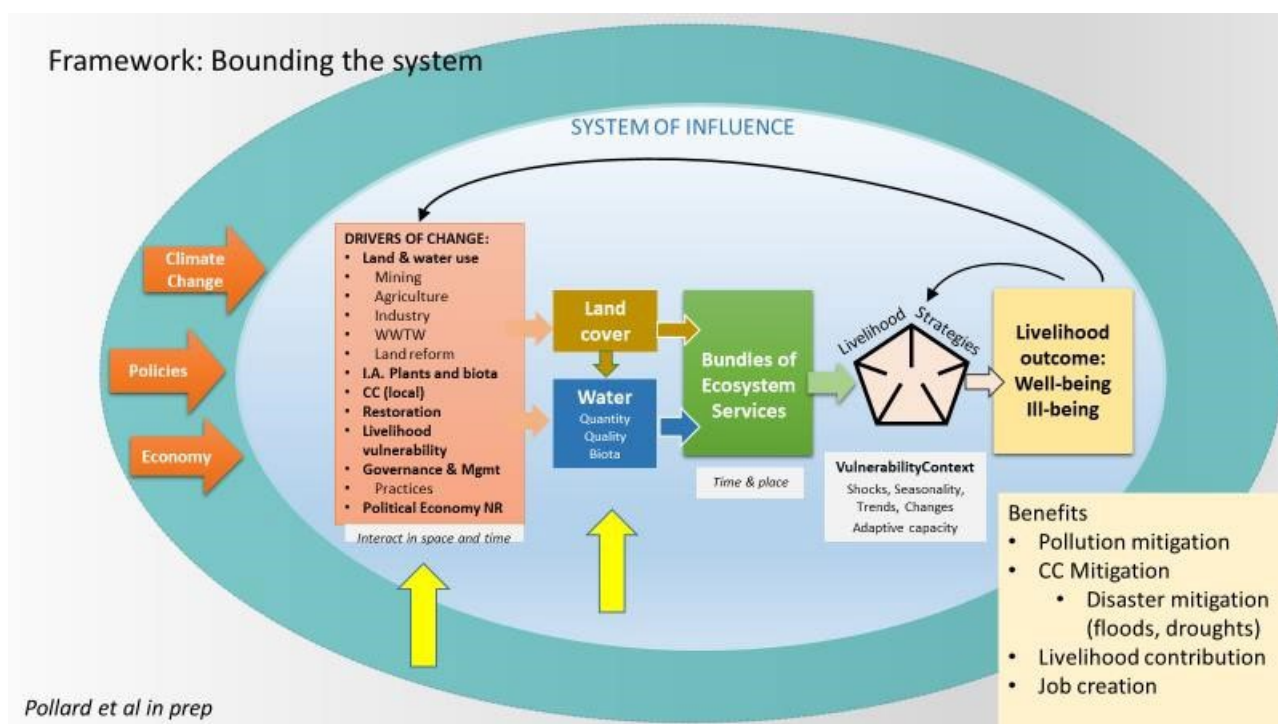 Framework: Bounding the system
SYSTEM OF INFLUENCE
Climate
Change
Policies
Economy
DRIVERS OF CHANGE:
• Land & water use
Mining
Agriculture
Industry
WWTW
Land reform
• I.A. Plants and biota
• CC (local)
• Restoration
• Livelihood
vulnerability
• Governance & Mgmt
• Practices
• Political Economy NR
Interact in space and time
Land
cover
Water
Quantity
Quality
Biota
Bundles of
Ecosystem
Services
Time & place
Livelihood Strategies
VulnerabilityContext
Shocks, Seasonality,
Trends, Changes
Adaptive capacity
Livelihood
outcome:
Well-being
Ill-being
Benefits
• Pollution mitigation
• CC Mitigation
• Disaster mitigation
(floods, droughts)
• Livelihood contribution
• Job creation
Pollard et al in prep